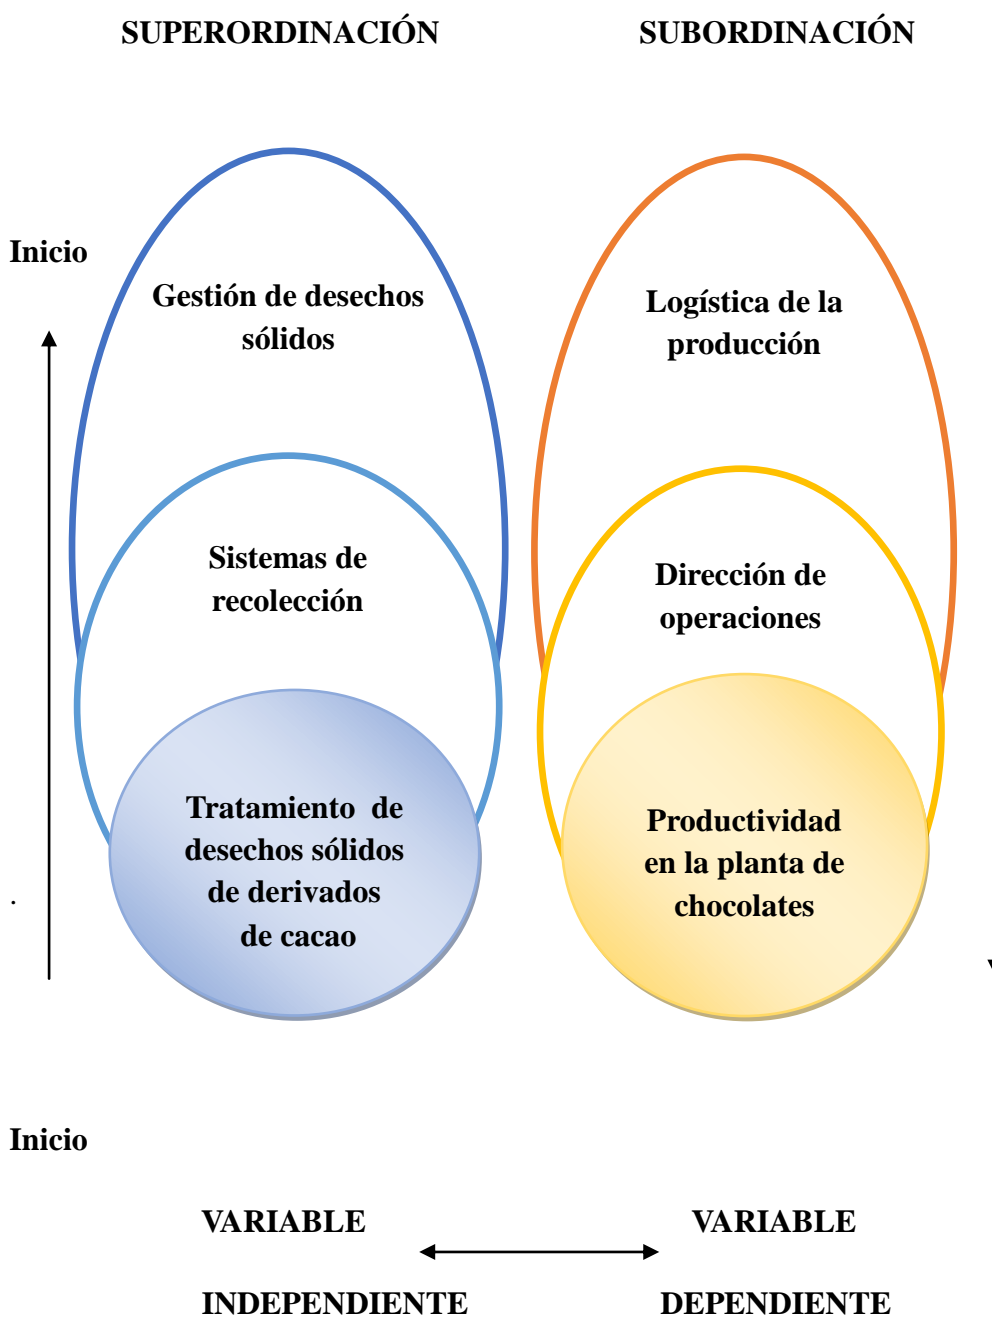 SUPERORDINACIÓN
SUBORDINACIÓN
Inicio
Gestión de desechos
sólidos
Logística de la
producción
Sistemas de
recolección
Dirección de
operaciones
Tratamiento de
desechos sólidos
de derivados
de cacao
Productividad
en la planta de
chocolates
.
Inicio
VARIABLE
INDEPENDIENTE
VARIABLE
DEPENDIENTE